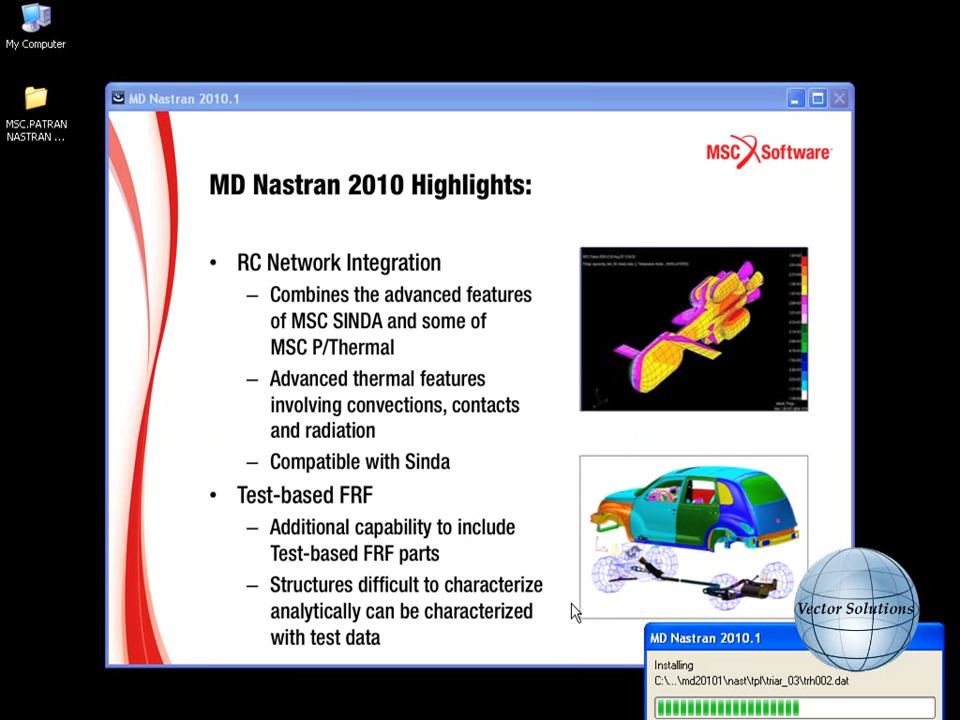 My Computer
MSC.PATRAN
NASTRAN ...
MD Nastran 2010.1
MSC Software
MD Nastran 2010 Highlights:
• RC Network Integration
– Combines the advanced features
of MSC SINDA and some of
MSC P/Thermal
– Advanced thermal features
involving convections, contacts
and radiation
– Compatible with Sinda
• Test-based FRF
– Additional capability to include
Test-based FRF parts
– Structures difficult to characterize
analytically can be characterized
with test data
Vector Solutions
MD Nastran 2010.1
Installing
C:\...\md20101\nast\tpl\triar_03\trh002.dat